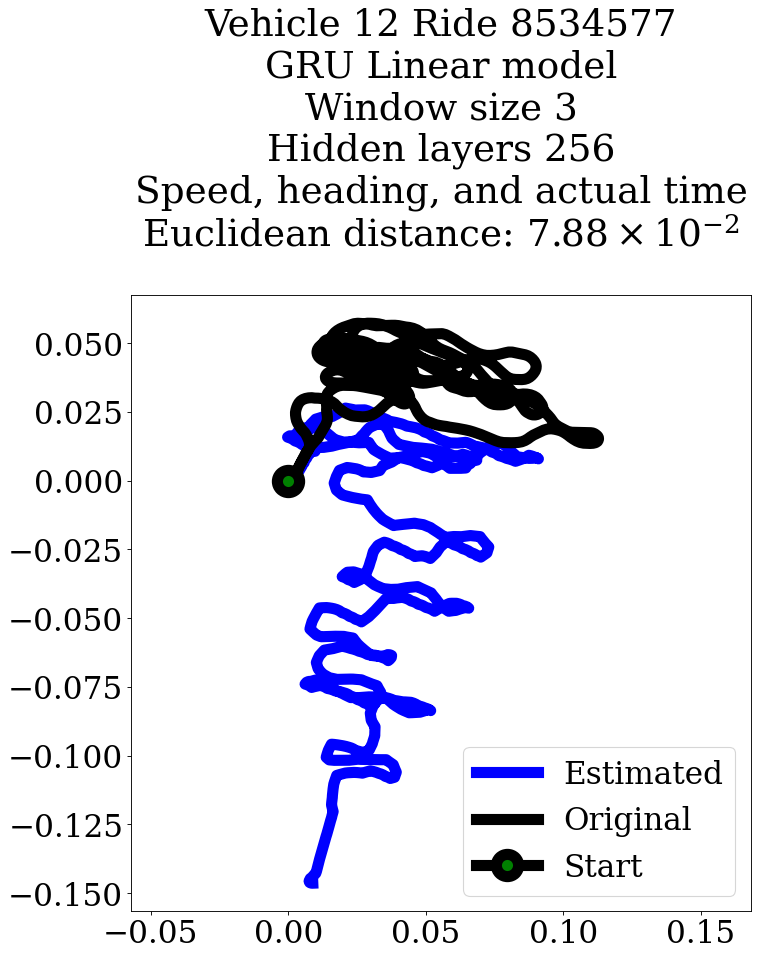 Vehicle 12 Ride 8534577
GRU Linear model
Window size 3
Hidden layers 256
Speed, heading, and actual time
Euclidean distance: 7.88 × 10⁻²
0.050
0.025
0.000
−0.025
−0.050
−0.075
−0.100
−0.125
−0.150
Estimated
Original
Start
−0.05 0.00 0.05 0.10 0.15